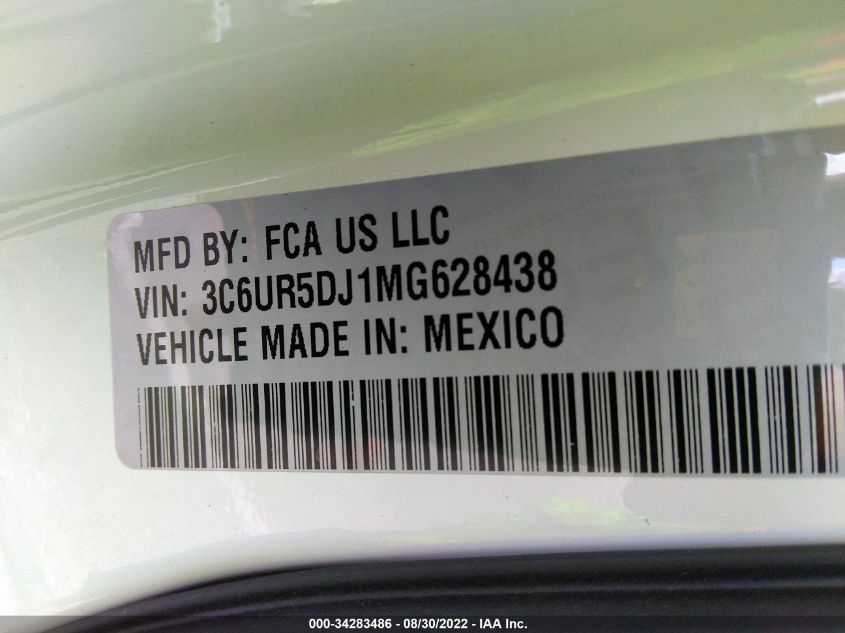 MFD BY: FCA US LLC
VIN: 3C6UR5DJ1MG628438
VEHICLE MADE IN: MEXICO
000-34283486 - 08/30/2022 - IAA Inc.